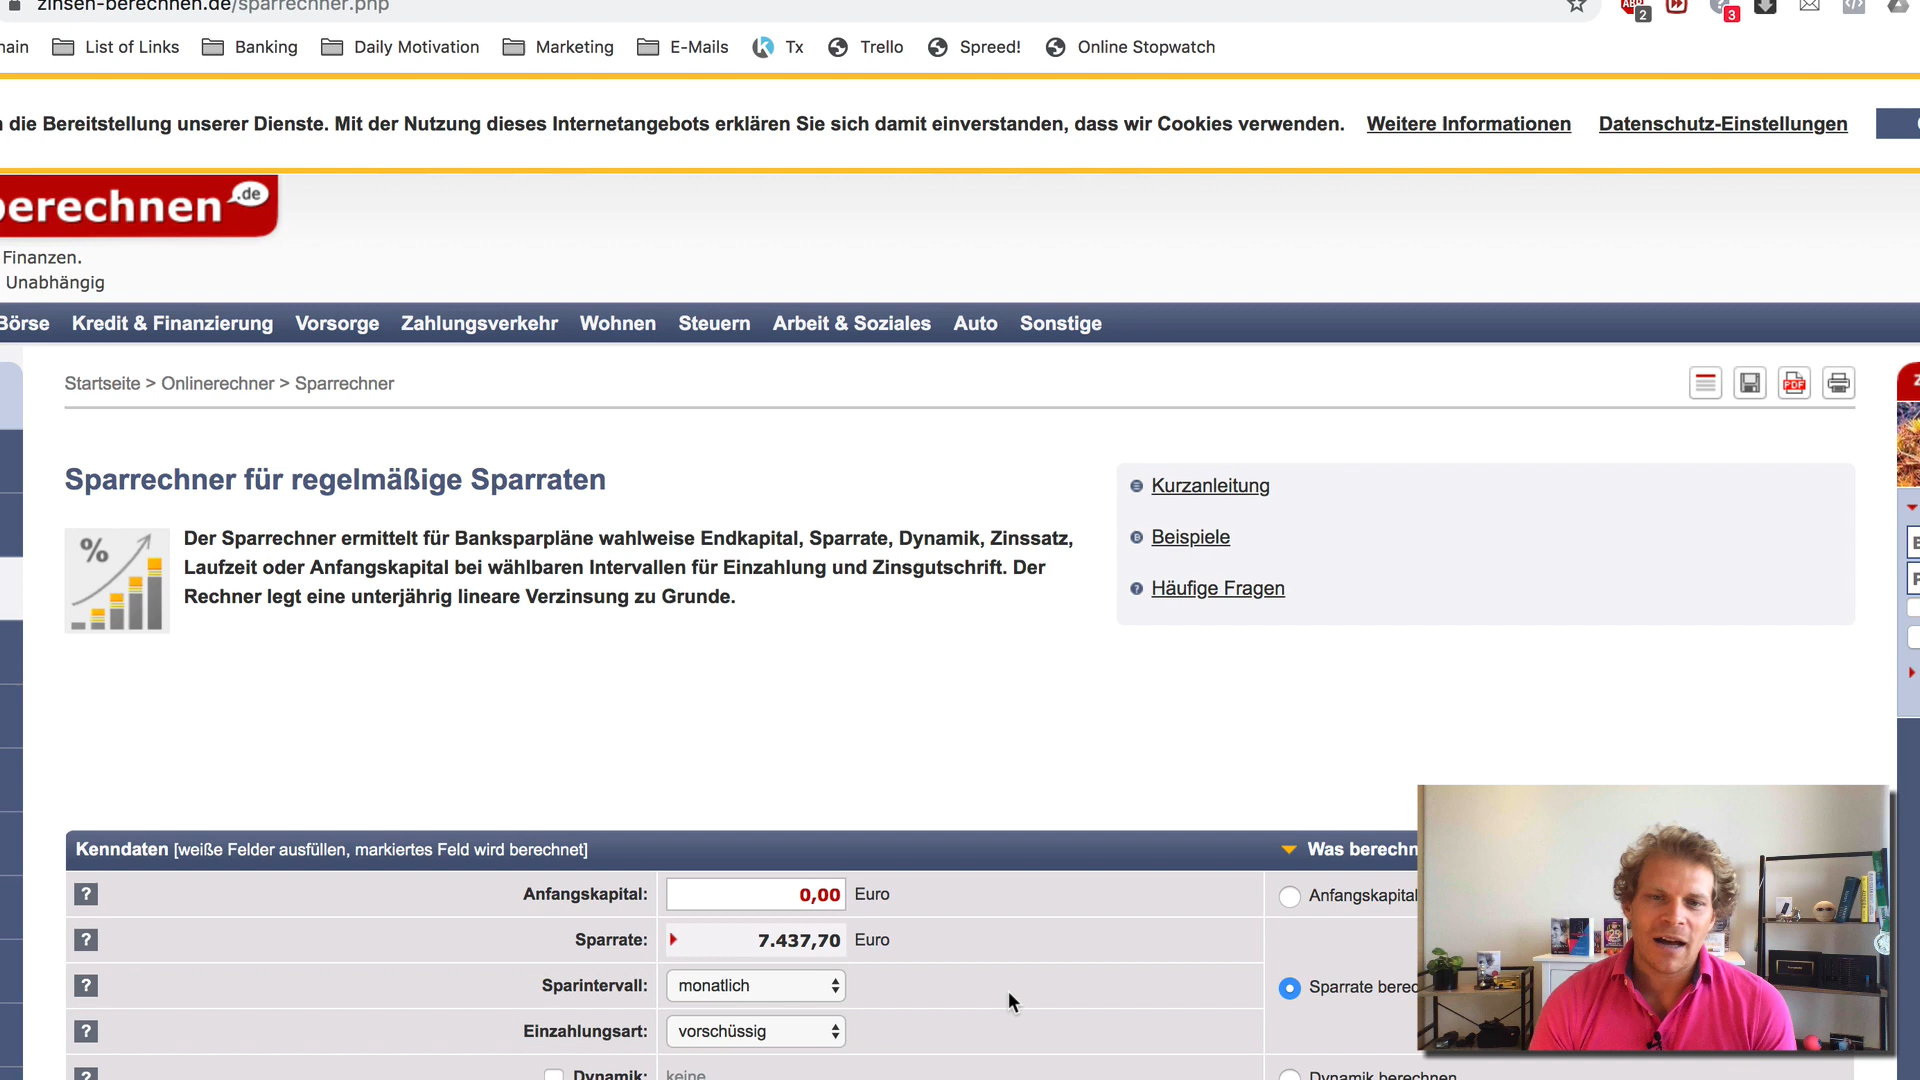 zinsen-berechnen.de/sparrechner.php
2
3
List of Links
Banking
Daily Motivation
Marketing
E-Mails
Tx
Trello
Spreed!
Online Stopwatch
die Bereitstellung unserer Dienste. Mit der Nutzung dieses Internetangebots erklären Sie sich damit einverstanden, dass wir Cookies verwenden. Weitere Informationen Datenschutz-Einstellungen
berechnen .de
Finanzen.
Unabhängig
Börse Kredit & Finanzierung Vorsorge Zahlungsverkehr Wohnen Steuern Arbeit & Soziales Auto Sonstige
Startseite > Onlinerechner > Sparrechner
PDF
Sparrechner für regelmäßige Sparraten
%
Der Sparrechner ermittelt für Banksparpläne wahlweise Endkapital, Sparrate, Dynamik, Zinssatz,
Laufzeit oder Anfangskapital bei wählbaren Intervallen für Einzahlung und Zinsgutschrift. Der
Rechner legt eine unterjährig lineare Verzinsung zu Grunde.
Kurzanleitung
Beispiele
Häufige Fragen
Kenndaten [weiße Felder ausfüllen, markiertes Feld wird berechnet]
Was berechn
? Anfangskapital: 0,00 Euro
Anfangskapital
? Sparrate: 7.437,70 Euro
? Sparintervall: monatlich
Sparrate berec
? Einzahlungsart: vorschüssig
? Dynamik: keine
Dynamik berechnen